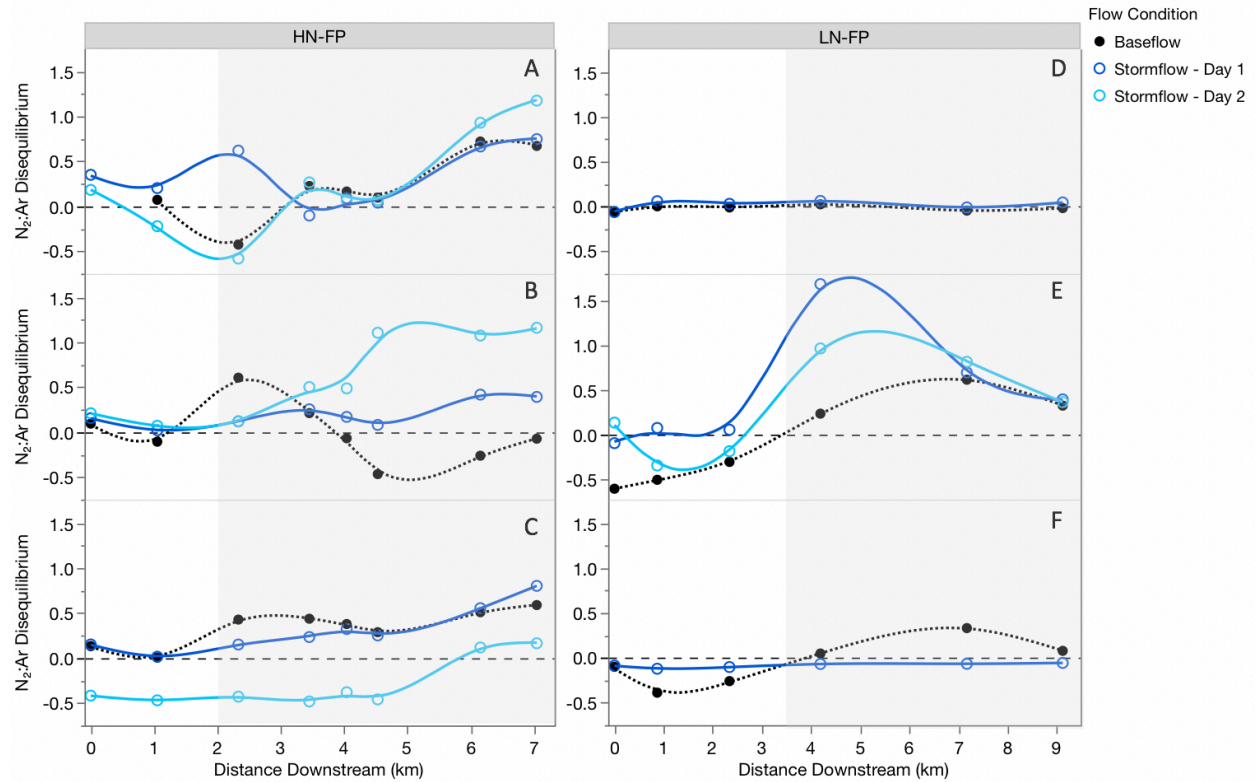 Flow Condition
Baseflow
Stormflow - Day 1
Stormflow - Day 2
HN-FP
LN-FP
A
D
1.5
1.0
0.5
0.0
-0.5
N₂:Ar Disequilibrium
1.5
1.0
0.5
0.0
-0.5
B
E
1.5
1.0
0.5
0.0
-0.5
N₂:Ar Disequilibrium
1.5
1.0
0.5
0.0
-0.5
C
F
1.5
1.0
0.5
0.0
-0.5
N₂:Ar Disequilibrium
1.5
1.0
0.5
0.0
-0.5
0 1 2 3 4 5 6 7
0 1 2 3 4 5 6 7 8 9
Distance Downstream (km)
Distance Downstream (km)